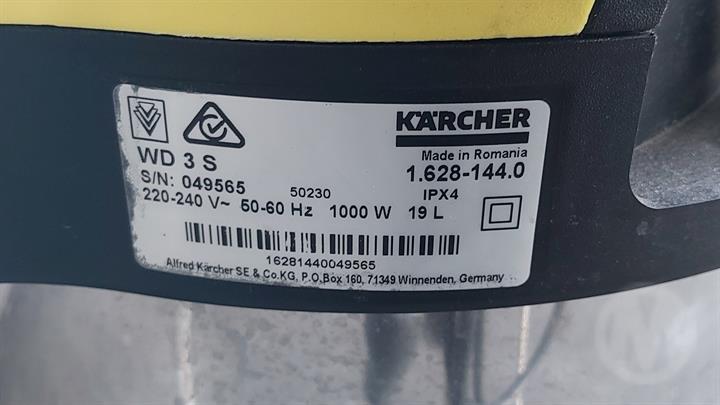 KÄRCHER
WD 3 S
Made in Romania
S/N: 049565
50230
1.628-144.0
IPX4
220-240 V~ 50-60 Hz 1000 W 19 L
16281440049565
Alfred Kärcher SE & Co.KG, P.O.Box 160, 71349 Winnenden, Germany